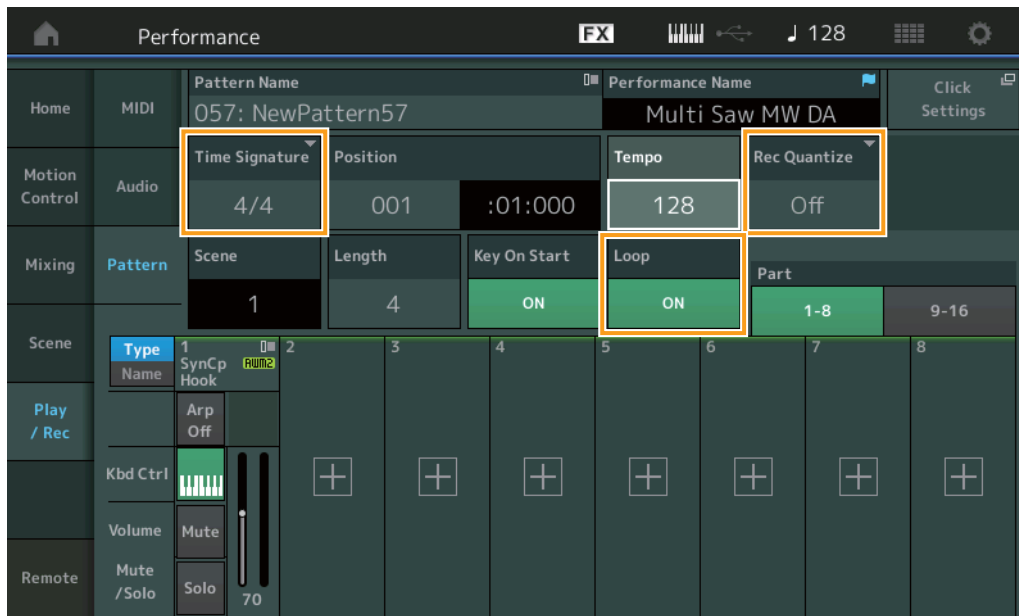 Performance FX ♩ 128
Pattern Name Performance Name Click Settings
057: NewPattern57 Multi Saw MW DA
Home MIDI
Time Signature Position Tempo Rec Quantize
Motion Control Audio
4/4 001 :01:000 128 Off
Mixing Pattern Scene Length Key On Start Loop Part
1 4 ON ON 1-8 9-16
Scene Type Name 1 2 3 4 5 6 7 8
SynCp Hook AWM2
Play / Rec Arp Off
Kbd Ctrl
Volume Mute
Remote Mute /Solo Solo 70